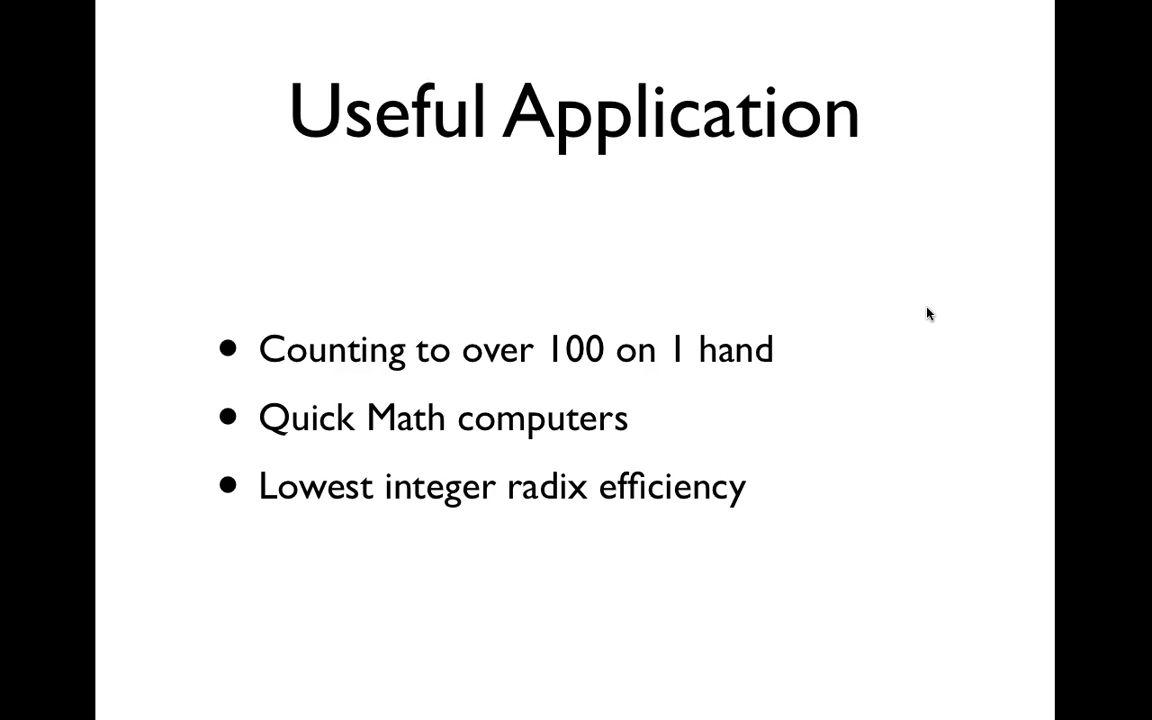 Useful Application
• Counting to over 100 on 1 hand
• Quick Math computers
• Lowest integer radix efficiency